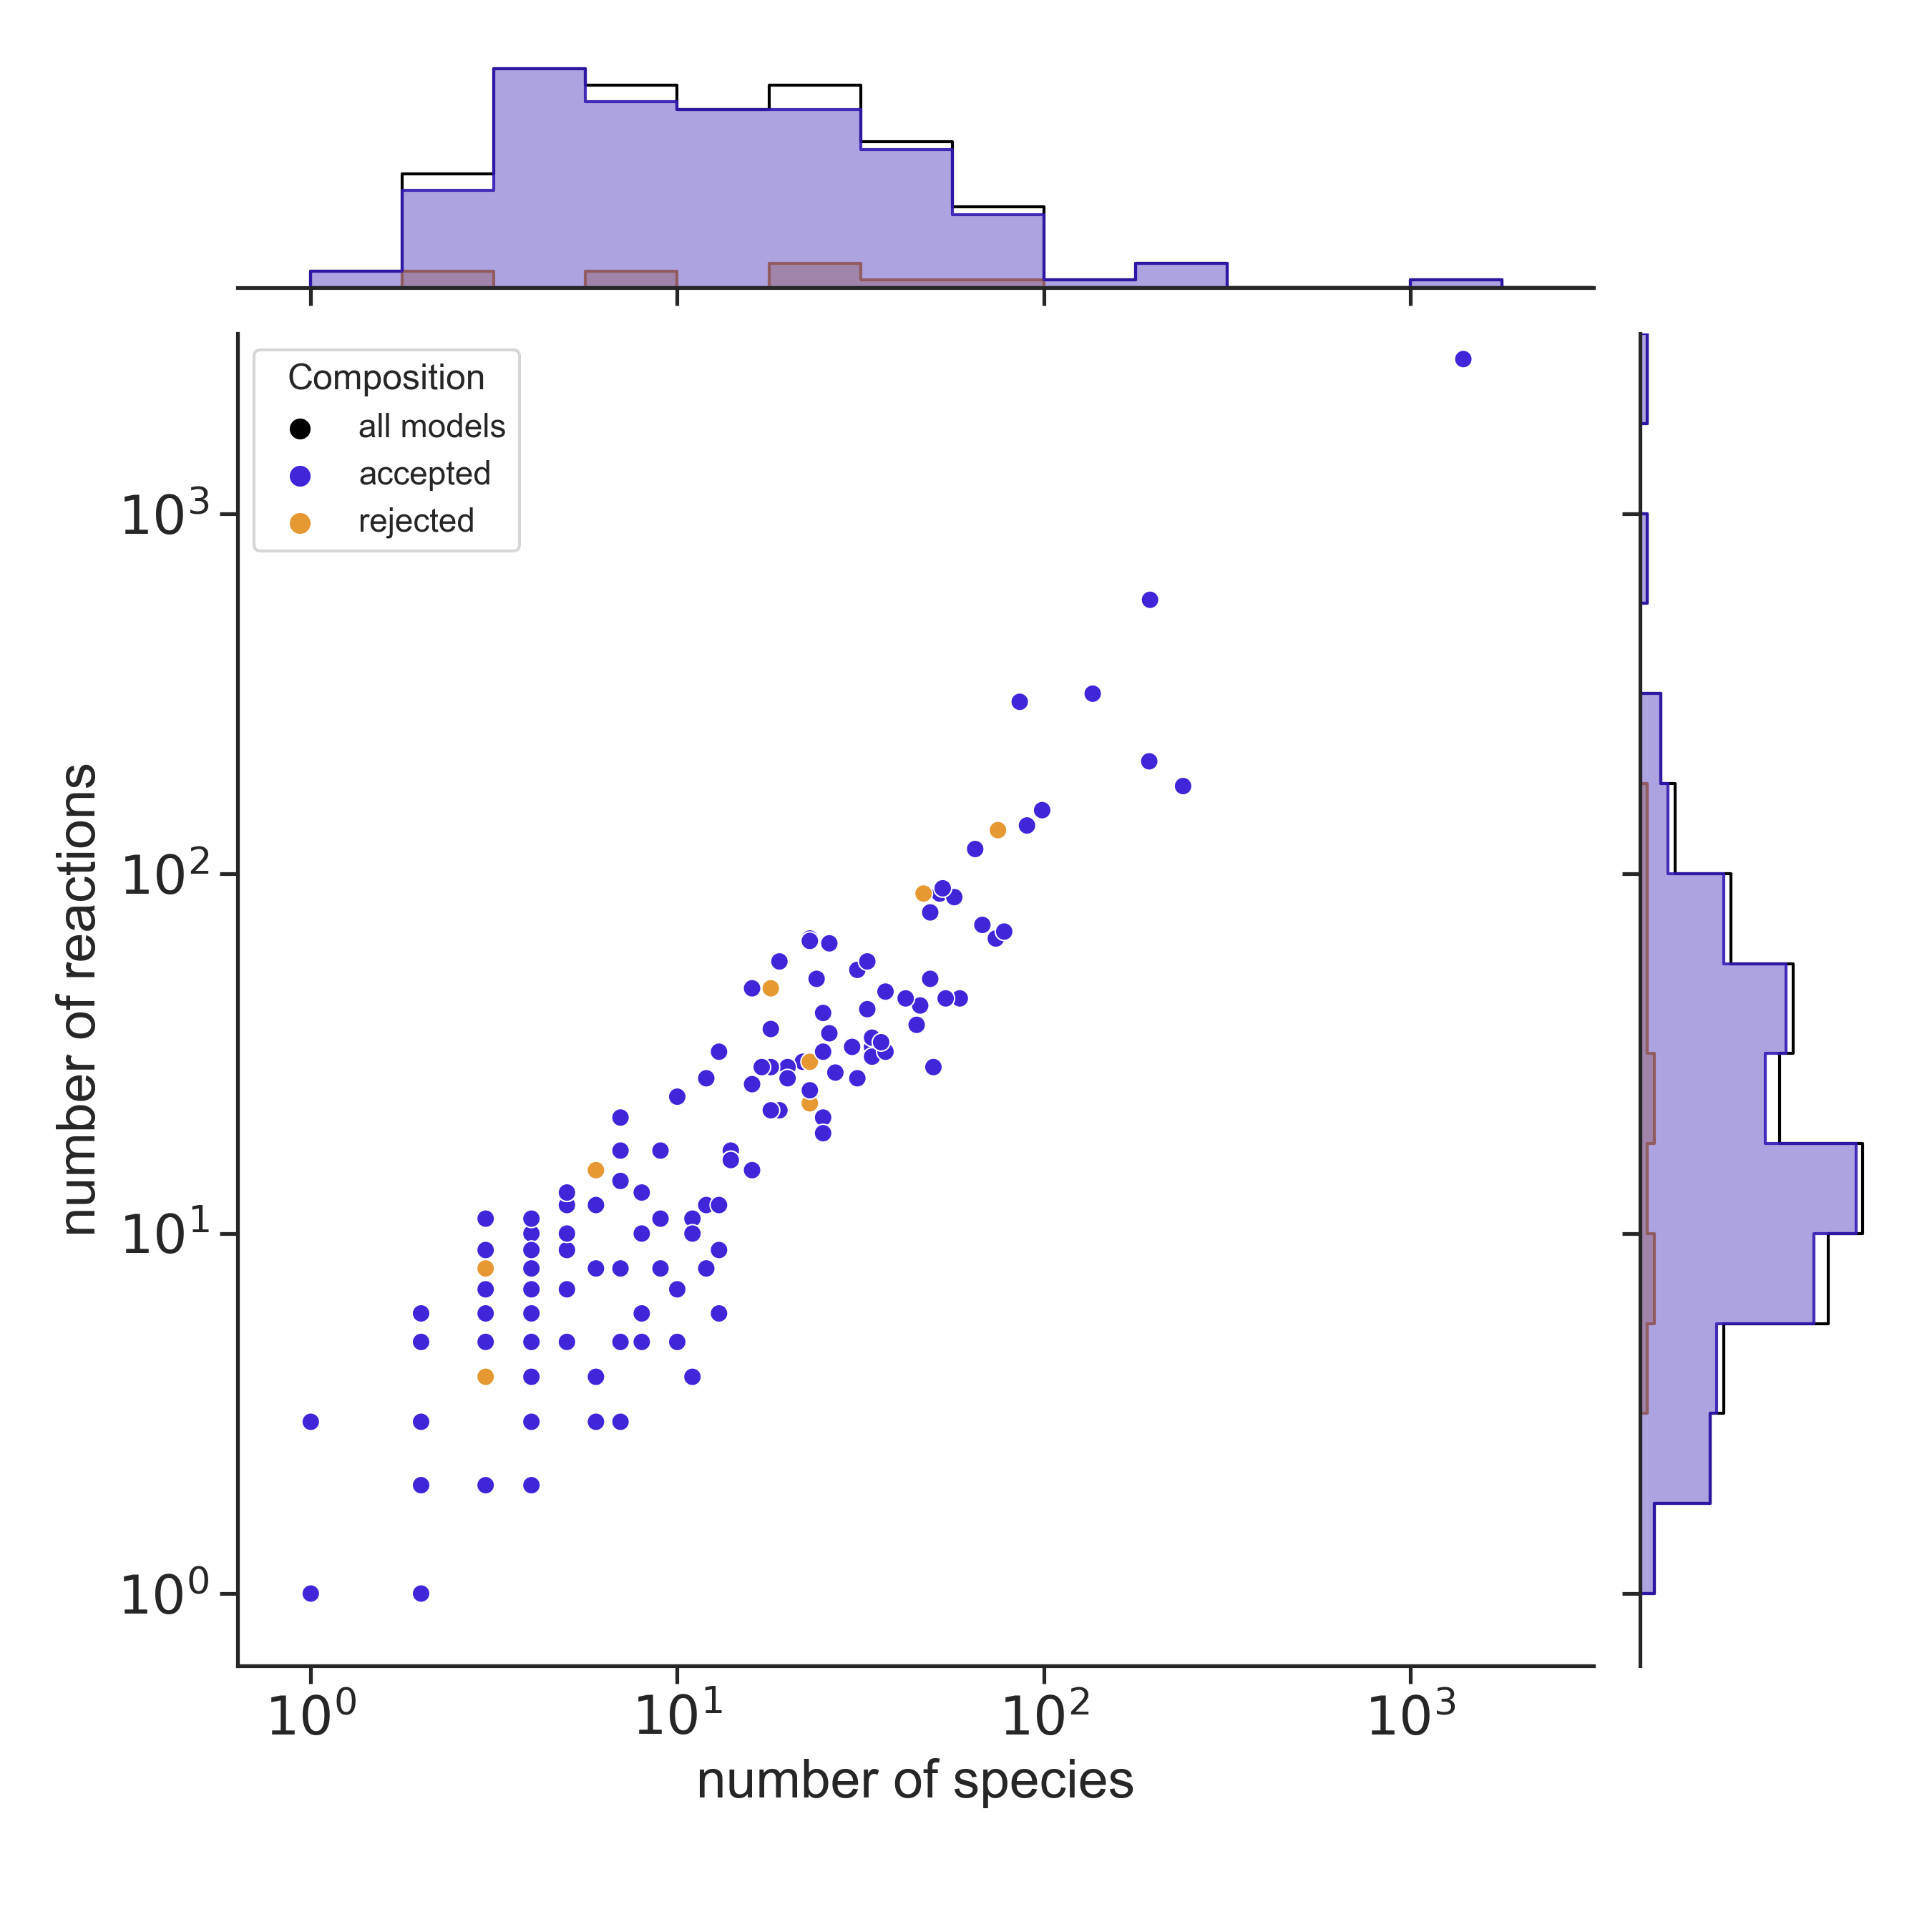 Composition
all models
accepted
rejected
10³
10²
10¹
10⁰
number of reactions
10⁰ 10¹ 10² 10³
number of species